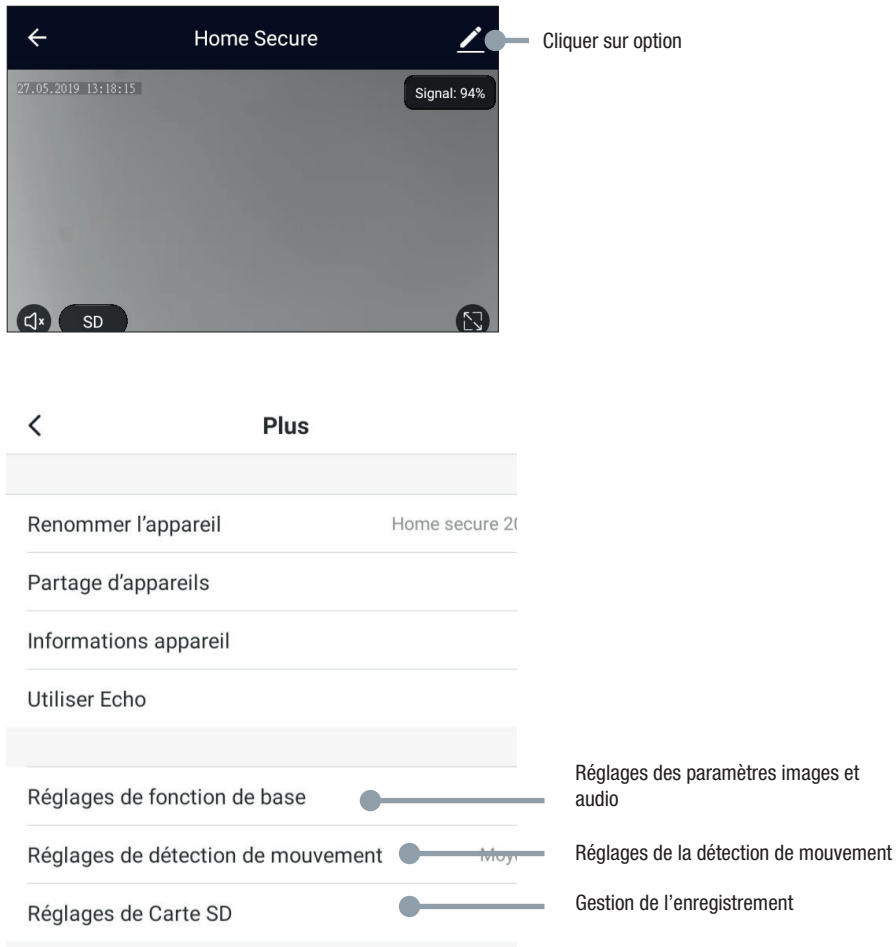 Home Secure
Cliquer sur option
27.05.2019 13:18:15
Signal: 94%
SD
Plus
Renommer l'appareil
Home secure 20
Partage d'appareils
Informations appareil
Utiliser Echo
Réglages de fonction de base
Réglages des paramètres images et
audio
Réglages de détection de mouvement
Réglages de la détection de mouvement
Réglages de Carte SD
Gestion de l'enregistrement